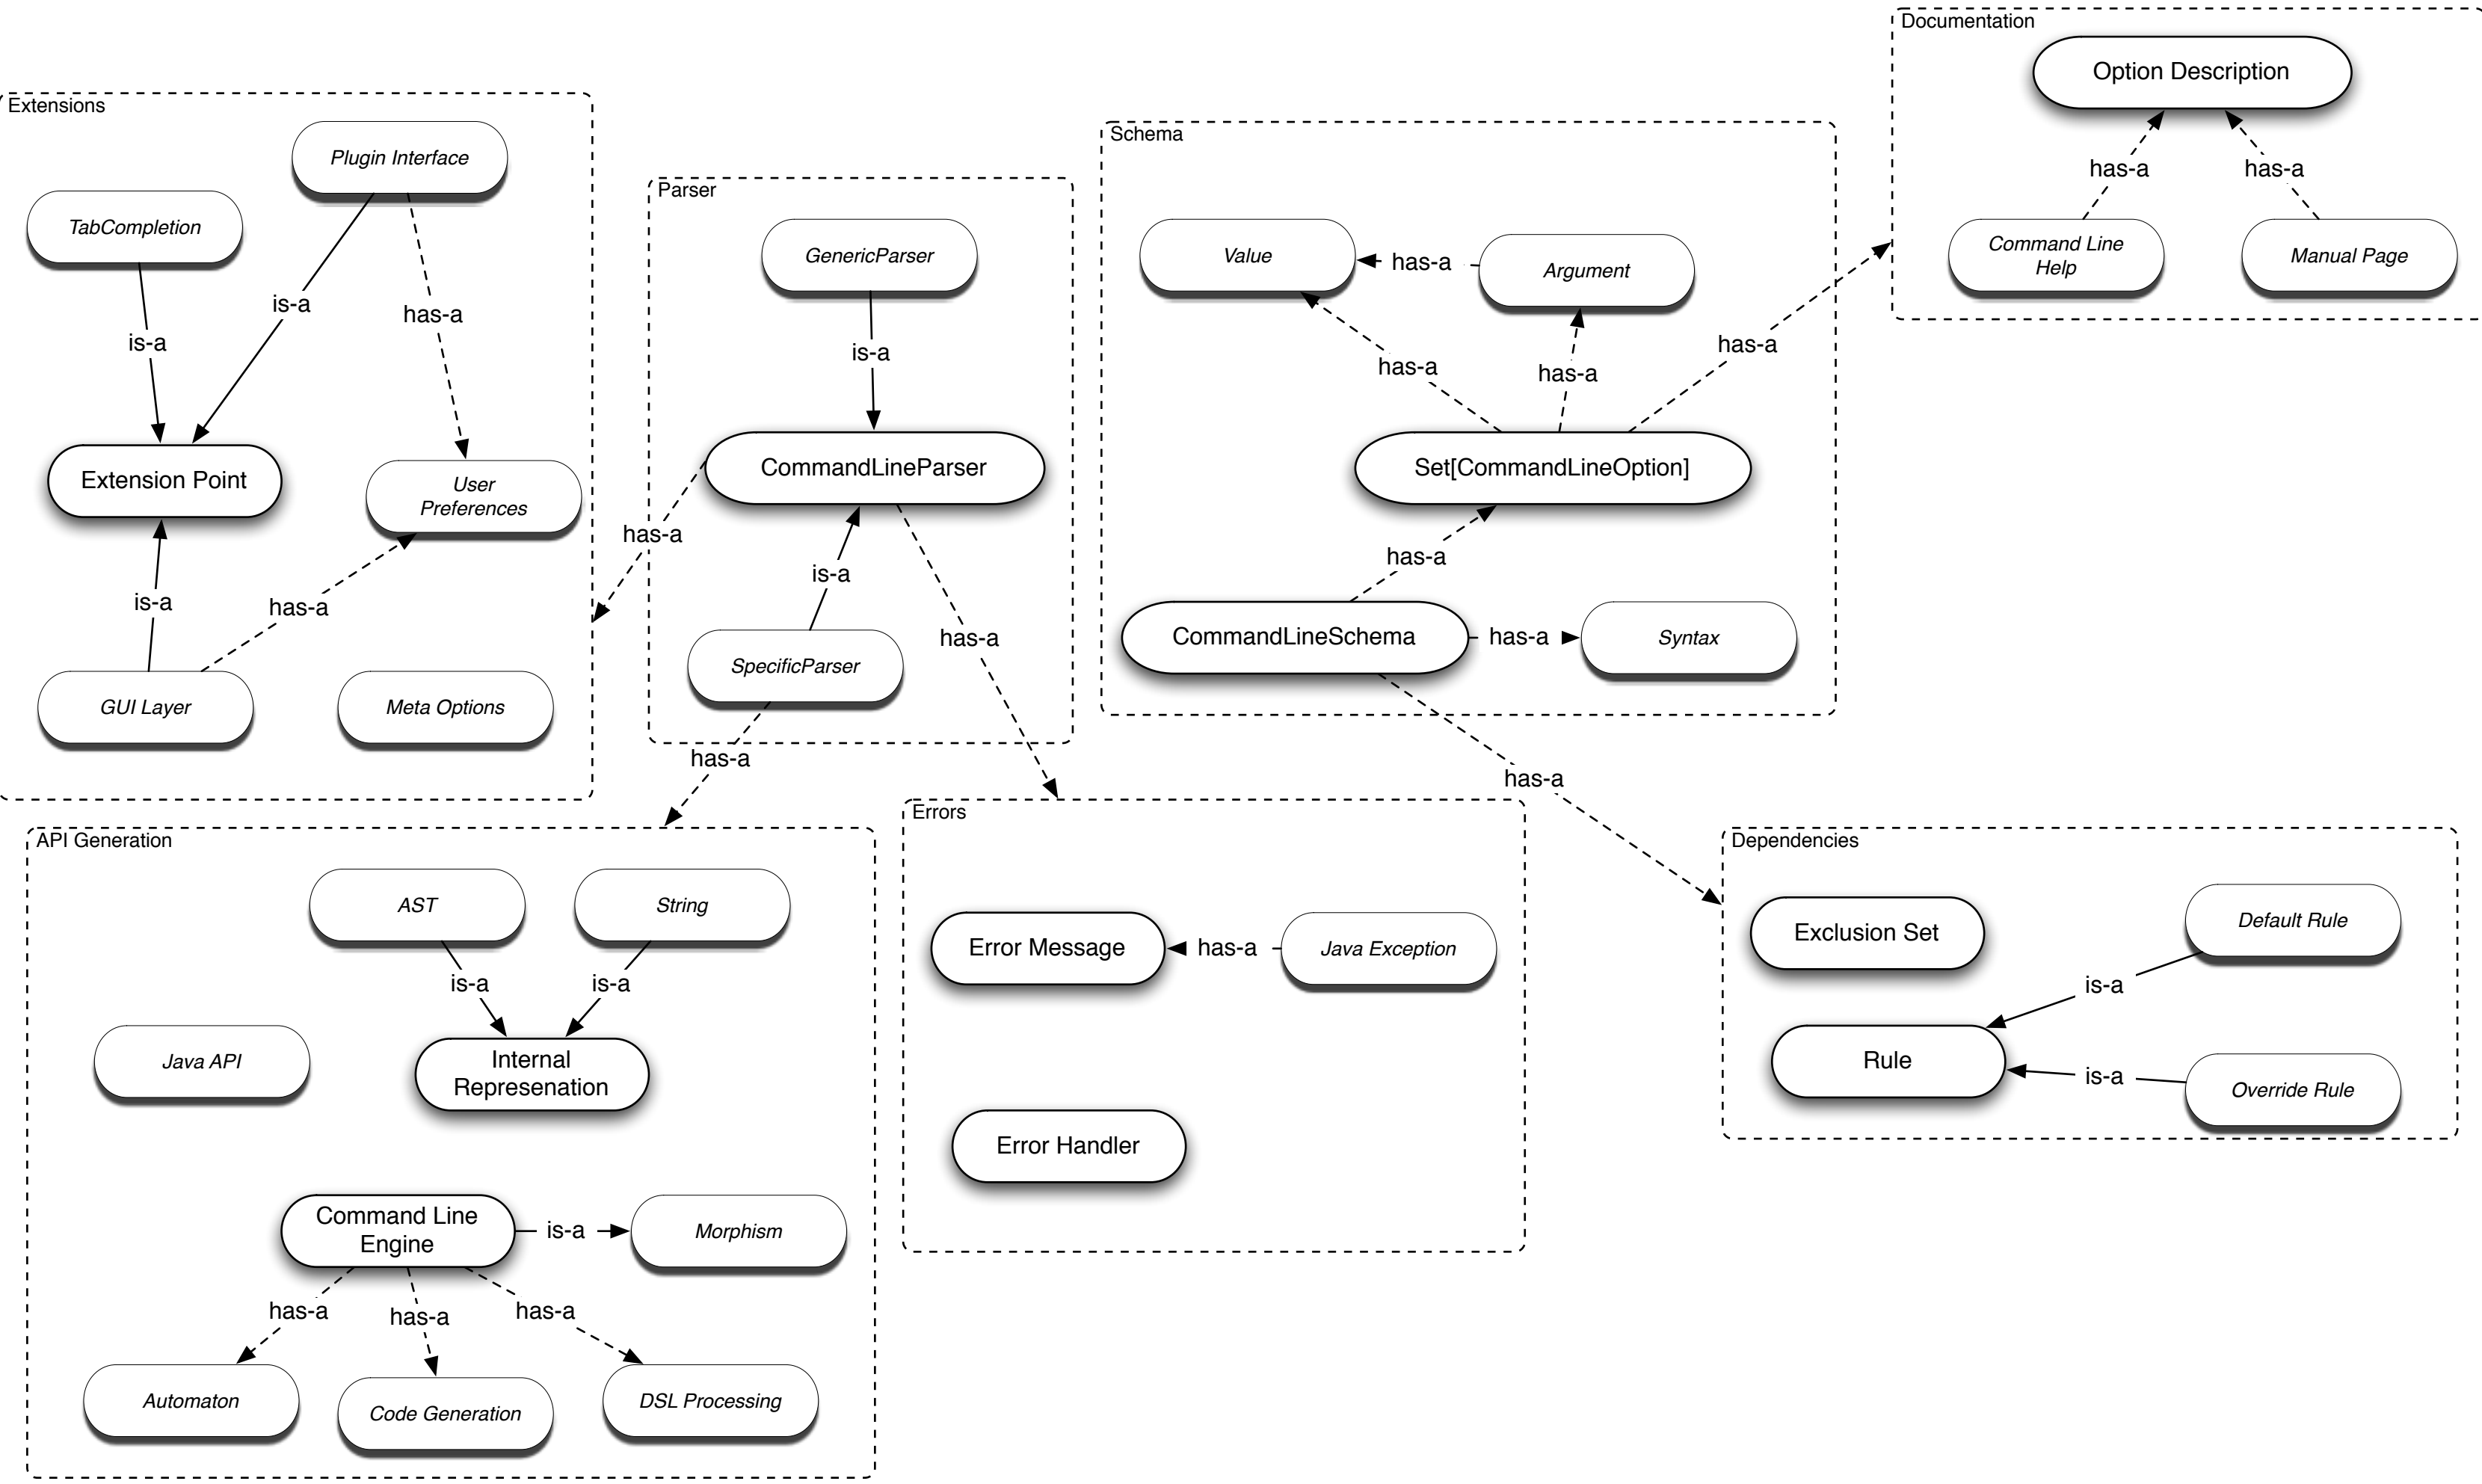 Documentation
Option Description
has-a
has-a
Command Line
Help
Manual Page
Extensions
Plugin Interface
TabCompletion
is-a
has-a
is-a
Extension Point
User
Preferences
is-a
has-a
GUI Layer
Meta Options
Parser
GenericParser
is-a
CommandLineParser
has-a
is-a
has-a
SpecificParser
has-a
Schema
Value
has-a
Argument
has-a
has-a
has-a
Set[CommandLineOption]
has-a
CommandLineSchema
has-a
Syntax
has-a
API Generation
AST
String
is-a
is-a
Java API
Internal
Represenation
Command Line
Engine
is-a
Morphism
has-a
has-a
has-a
Automaton
Code Generation
DSL Processing
Errors
Error Message
has-a
Java Exception
Error Handler
Dependencies
Exclusion Set
Default Rule
is-a
Rule
is-a
Override Rule